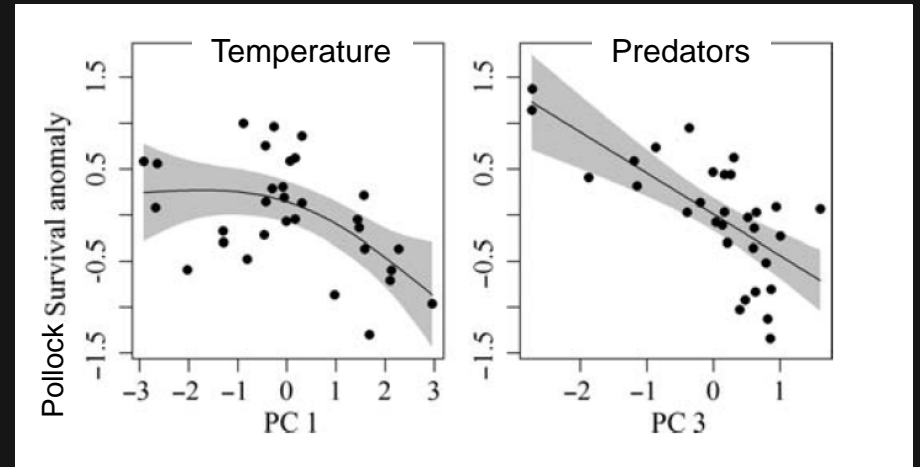 Temperature
Predators
Pollock Survival anomaly
1.5
0.5
−0.5
−1.5
−3 −2 −1 0 1 2 3
PC 1
1.5
0.5
−0.5
−1.5
−2 −1 0 1
PC 3